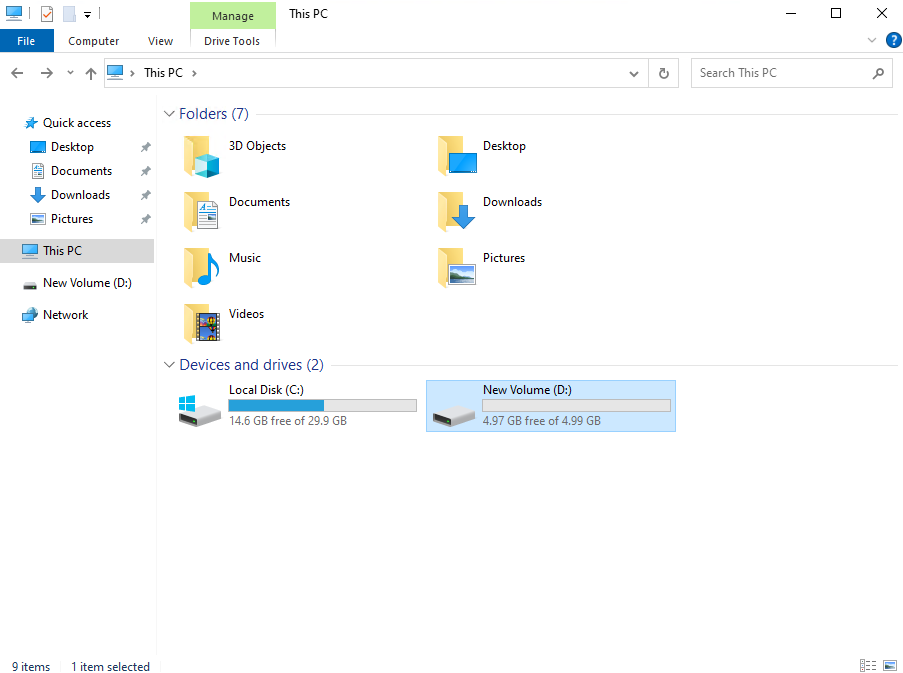 Manage
This PC
File
Computer
View
Drive Tools
?
This PC
Search This PC
Quick access
Desktop
Documents
Downloads
Pictures
This PC
New Volume (D:)
Network
Folders (7)
3D Objects
Desktop
Documents
Downloads
Music
Pictures
Videos
Devices and drives (2)
Local Disk (C:)
14.6 GB free of 29.9 GB
New Volume (D:)
4.97 GB free of 4.99 GB
9 items
1 item selected